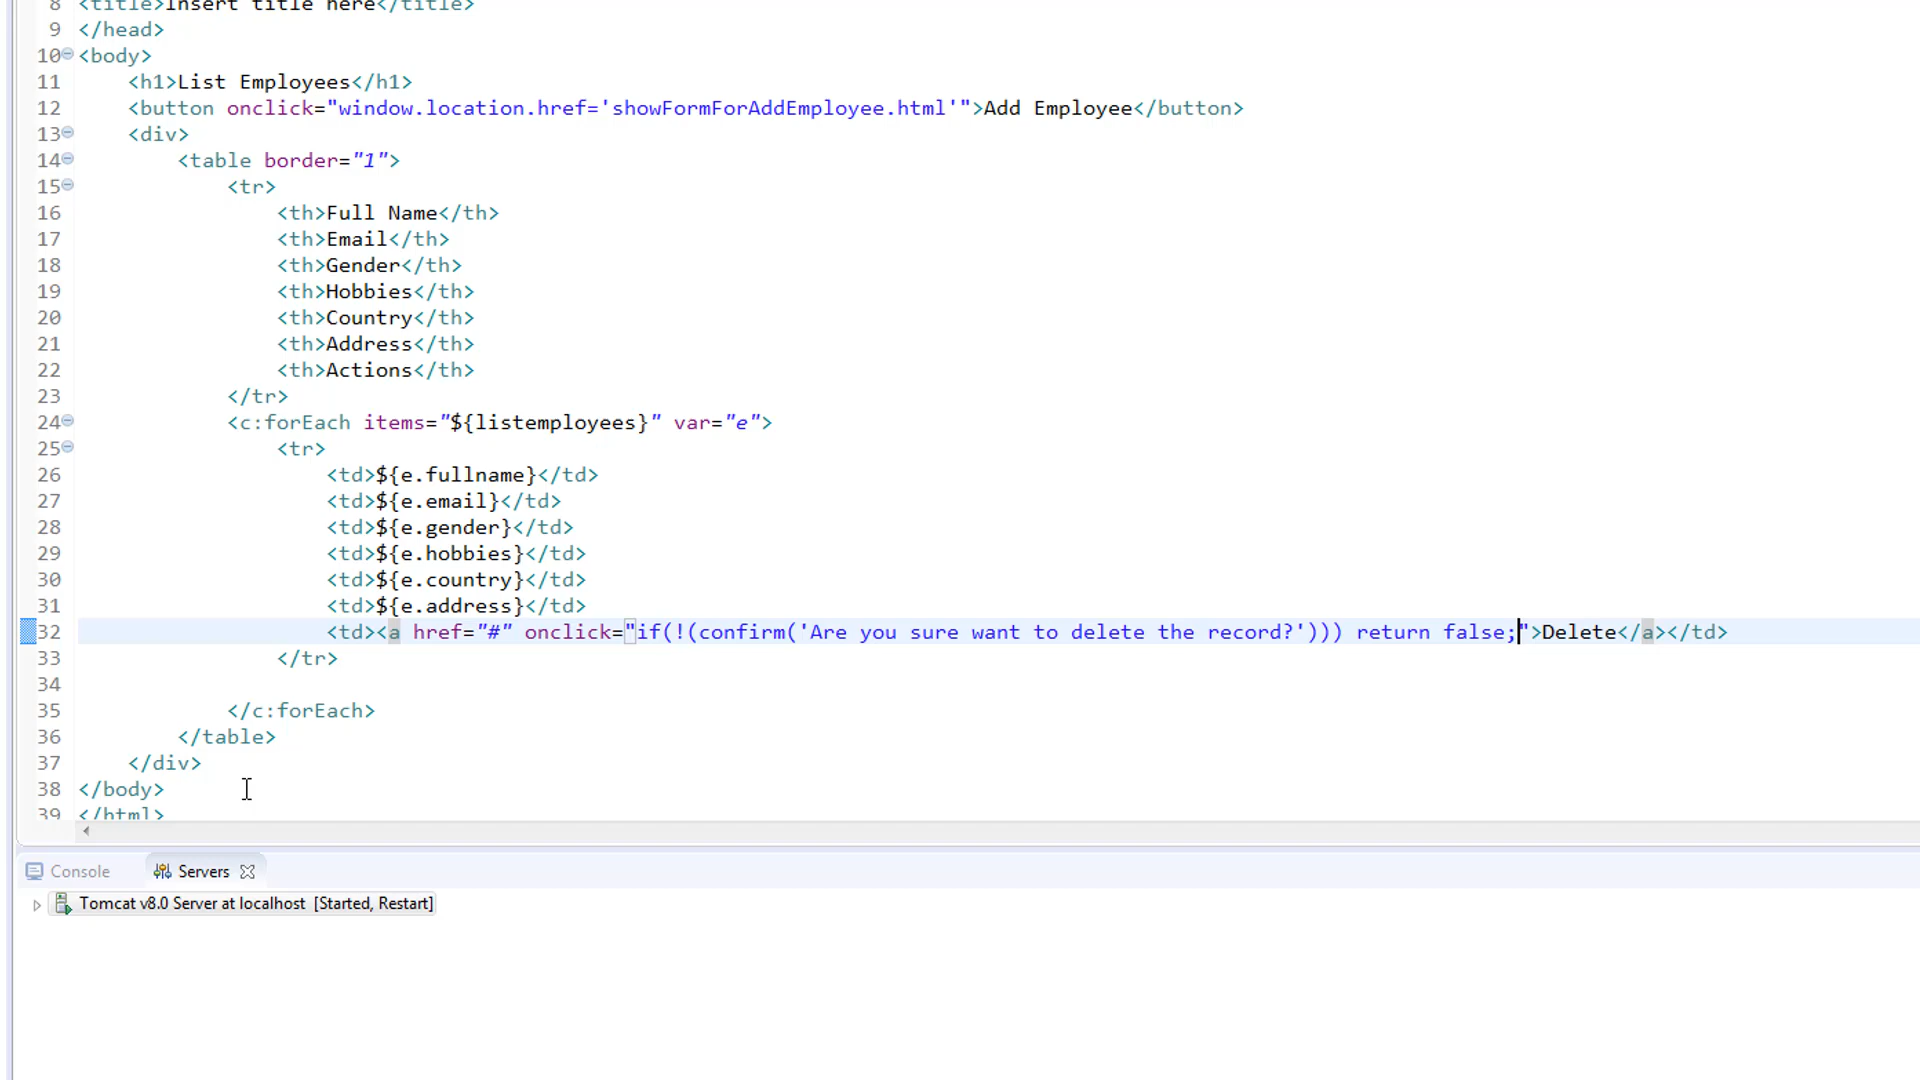 8 <title>Insert title here</title>
9 </head>
10 <body>
11 <h1>List Employees</h1>
12 <button onclick="window.location.href='showFormForAddEmployee.html'">Add Employee</button>
13 <div>
14 <table border="1">
15 <tr>
16 <th>Full Name</th>
17 <th>Email</th>
18 <th>Gender</th>
19 <th>Hobbies</th>
20 <th>Country</th>
21 <th>Address</th>
22 <th>Actions</th>
23 </tr>
24 <c:forEach items="${listemployees}" var="e">
25 <tr>
26 <td>${e.fullname}</td>
27 <td>${e.email}</td>
28 <td>${e.gender}</td>
29 <td>${e.hobbies}</td>
30 <td>${e.country}</td>
31 <td>${e.address}</td>
32 <td><a href="#" onclick="if(!(confirm('Are you sure want to delete the record?'))) return false;">Delete</a></td>
33 </tr>
34
35 </c:forEach>
36 </table>
37 </div>
38 </body>
39 </html>
Console Servers
Tomcat v8.0 Server at localhost [Started, Restart]